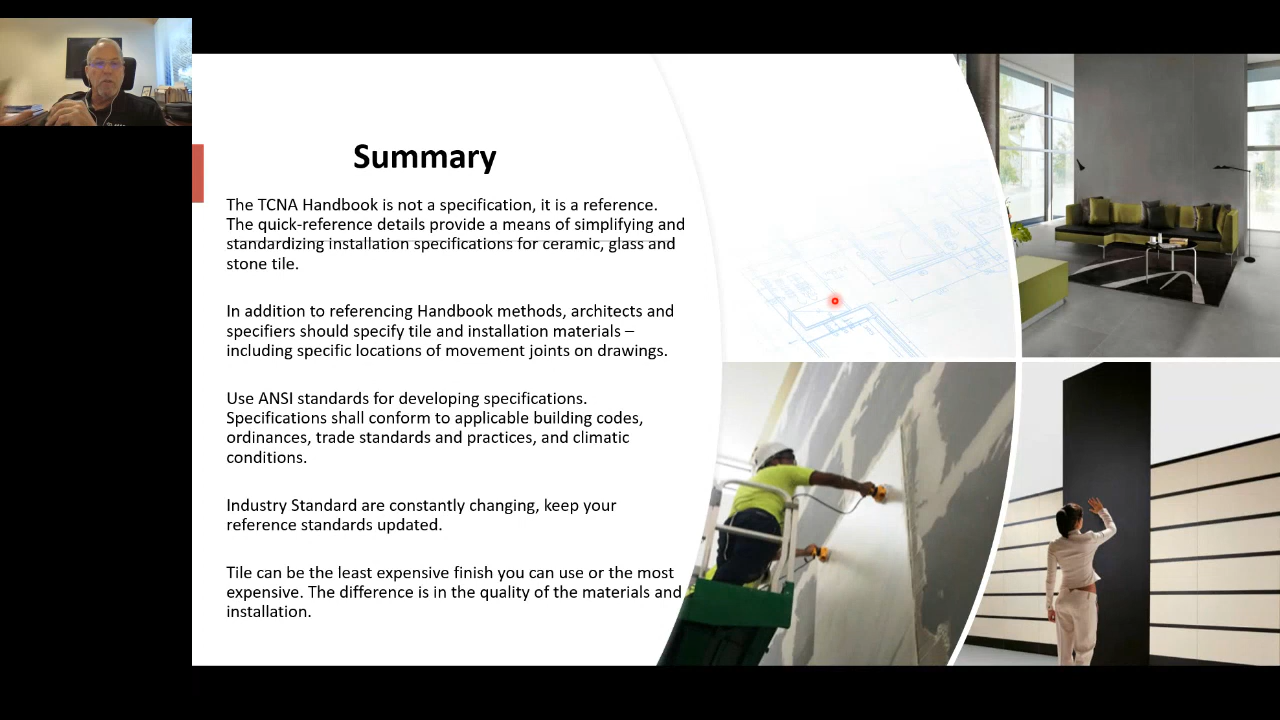 Summary
The TCNA Handbook is not a specification, it is a reference.
The quick-reference details provide a means of simplifying and
standardizing installation specifications for ceramic, glass and
stone tile.
In addition to referencing Handbook methods, architects and
specifiers should specify tile and installation materials –
including specific locations of movement joints on drawings.
Use ANSI standards for developing specifications.
Specifications shall conform to applicable building codes,
ordinances, trade standards and practices, and climatic
conditions.
Industry Standard are constantly changing, keep your
reference standards updated.
Tile can be the least expensive finish you can use or the most
expensive. The difference is in the quality of the materials and
installation.